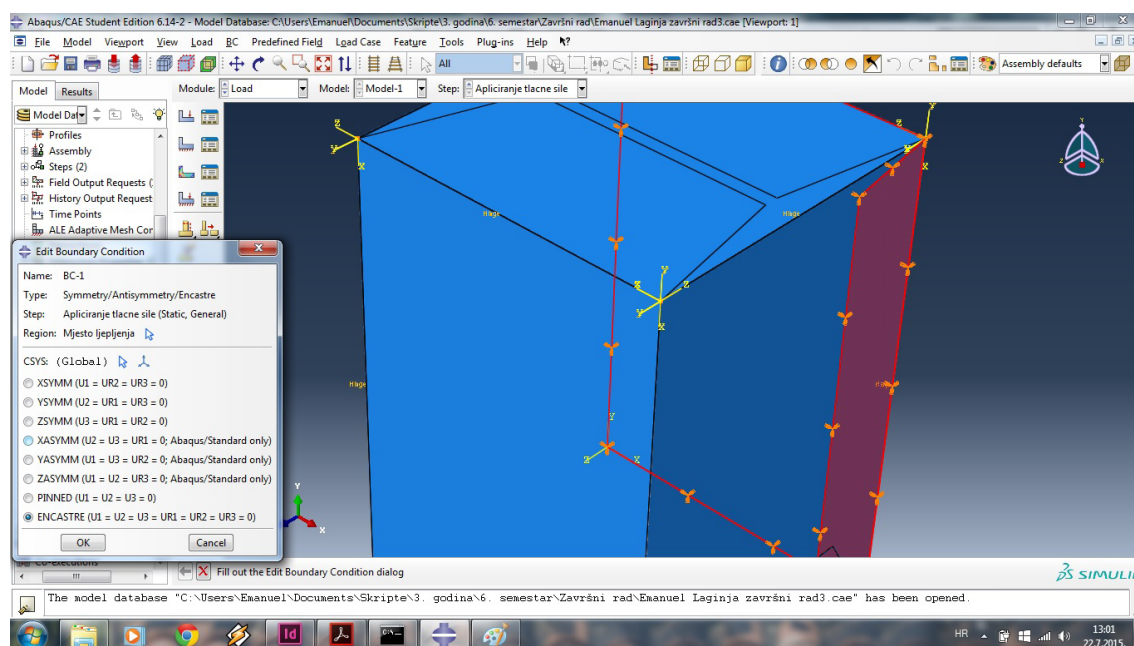 Abaqus/CAE Student Edition 6.14-2 - Model Database: C:\Users\Emanuel\Documents\Skripte\3. godina\6. semestar\Završni rad\Emanuel Laginja završni rad3.cae [Viewport: 1]
File Model Viewport View Load BC Predefined Field Load Case Feature Tools Plug-ins Help
All
Assembly defaults
Model Results
Module: Load Model: Model-1 Step: Apliciranje tlacne sile
Model Dat
Profiles
Assembly
Steps (2)
Field Output Requests (
History Output Request
Time Points
ALE Adaptive Mesh Cor
Edit Boundary Condition
Name: BC-1
Type: Symmetry/Antisymmetry/Encastre
Step: Apliciranje tlacne sile (Static, General)
Region: Mjesto ljepljenja
CSYS: (Global)
XSYMM (U1 = UR2 = UR3 = 0)
YSYMM (U2 = UR1 = UR3 = 0)
ZSYMM (U3 = UR1 = UR2 = 0)
XASYMM (U2 = U3 = UR1 = 0; Abaqus/Standard only)
YASYMM (U1 = U3 = UR2 = 0; Abaqus/Standard only)
ZASYMM (U1 = U2 = UR3 = 0; Abaqus/Standard only)
PINNED (U1 = U2 = U3 = 0)
ENCASTRE (U1 = U2 = U3 = UR1 = UR2 = UR3 = 0)
OK Cancel
Z
Y
X
Z
Y
X
Y
Hinge
Hinge
Y
Z
X
Y
X
Hinge
Y
Z
X
Y
X
Y
Z
X
Fill out the Edit Boundary Condition dialog
SIMULI
The model database "C:\Users\Emanuel\Documents\Skripte\3. godina\6. semestar\Završni rad\Emanuel Laginja završni rad3.cae" has been opened.
Id
HR
13:01
22.7.2015.